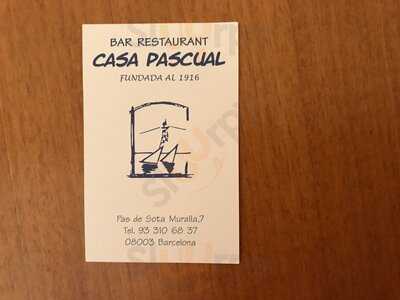 BAR RESTAURANT
CASA PASCUAL
FUNDADA AL 1916
Pas de Sota Muralla,7
Tel. 93 310 68 37
08003 Barcelona